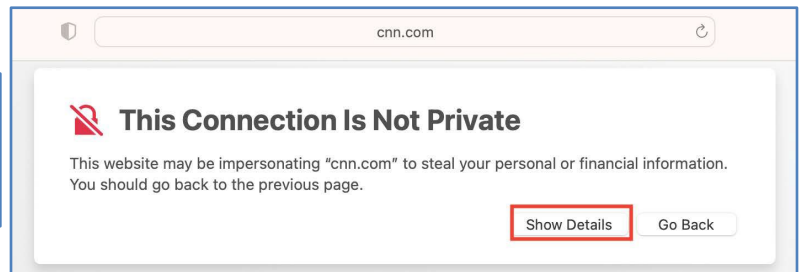 cnn.com
This Connection Is Not Private
This website may be impersonating “cnn.com” to steal your personal or financial information.
You should go back to the previous page.
Show Details Go Back